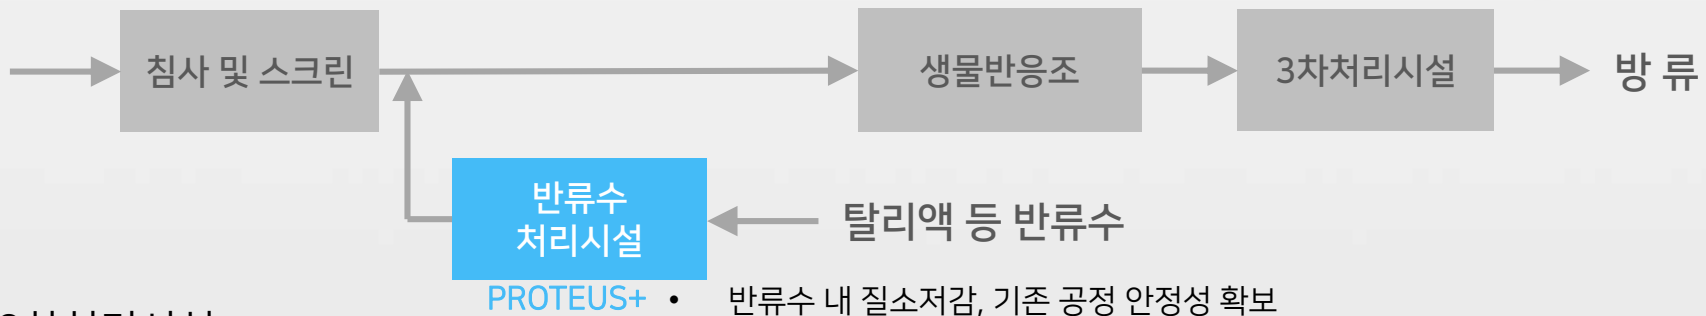 침사 및 스크린
생물반응조
3차처리시설
방 류
반류수
처리시설
탈리액 등 반류수
PROTEUS+ • 반류수 내 질소저감, 기존 공정 안정성 확보